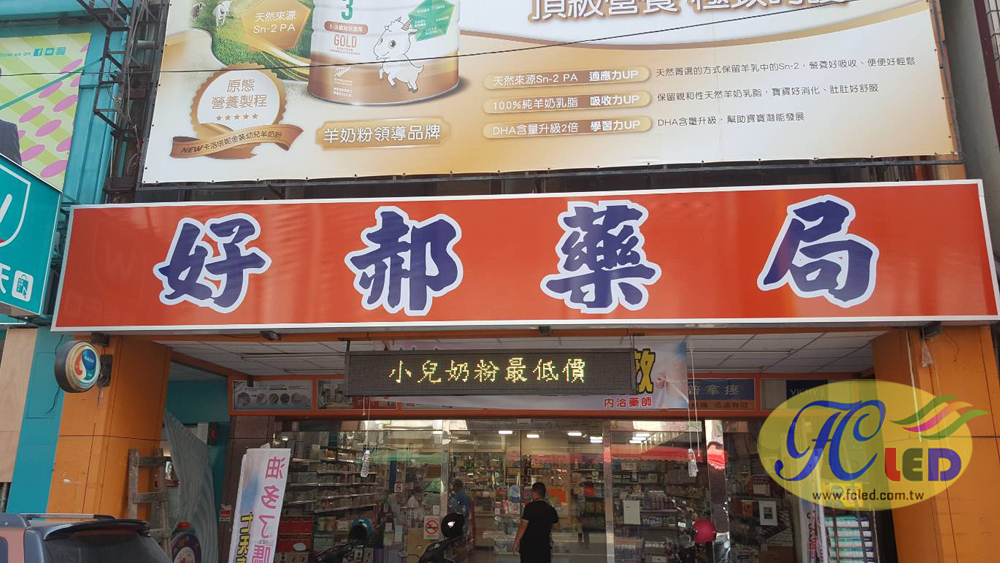 天然來源
Sn-2 PA
3
GOLD
原態
營養製程
★★★★★
羊奶粉領導品牌
頂級營養
天然來源Sn-2 PA 適應力UP
天然菁選的方式保留羊乳中的Sn-2,營養好吸收、便便好輕鬆
100%純羊奶乳脂 吸收力UP
保留親和性天然羊奶乳脂,寶寶好消化、肚肚好舒服
DHA含量升級2倍 學習力UP
DHA含量升級,幫助寶寶潛能發展
好郝藥局
小兒奶粉最低價
內洽藥師
油多了嗎
FC LED
www.fcled.com.tw